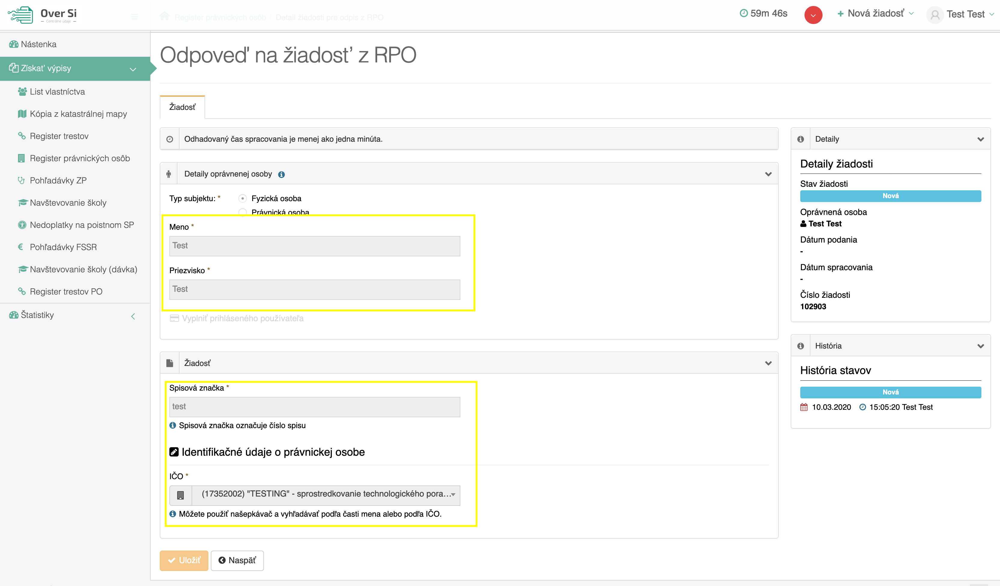 Over Si
Centrálne údaje
Register právnických osôb / Detail žiadosti pre odpis z RPO
59m 46s
Nová žiadosť
Test Test
Nástenka
Získať výpisy
List vlastníctva
Kópia z katastrálnej mapy
Register trestov
Register právnických osôb
Pohľadávky ZP
Navštevovanie školy
Nedoplatky na poistnom SP
Pohľadávky FSSR
Navštevovanie školy (dávka)
Register trestov PO
Štatistiky
Odpoveď na žiadosť z RPO
Žiadosť
Odhadovaný čas spracovania je menej ako jedna minúta.
Detaily oprávnenej osoby
Typ subjektu: *
Fyzická osoba
Právnická osoba
Meno *
Test
Priezvisko *
Test
Vyplniť prihláseného používateľa
Žiadosť
Spisová značka *
test
Spisová značka označuje číslo spisu
Identifikačné údaje o právnickej osobe
IČO *
(17352002) "TESTING" - sprostredkovanie technologického pora...
Môžete použiť našepkávač a vyhľadávať podľa časti mena alebo podľa IČO.
Uložiť
Naspäť
Detaily
Detaily žiadosti
Stav žiadosti
Nová
Oprávnená osoba
Test Test
Dátum podania
-
Dátum spracovania
-
Číslo žiadosti
102903
História
História stavov
Nová
10.03.2020 15:05:20 Test Test